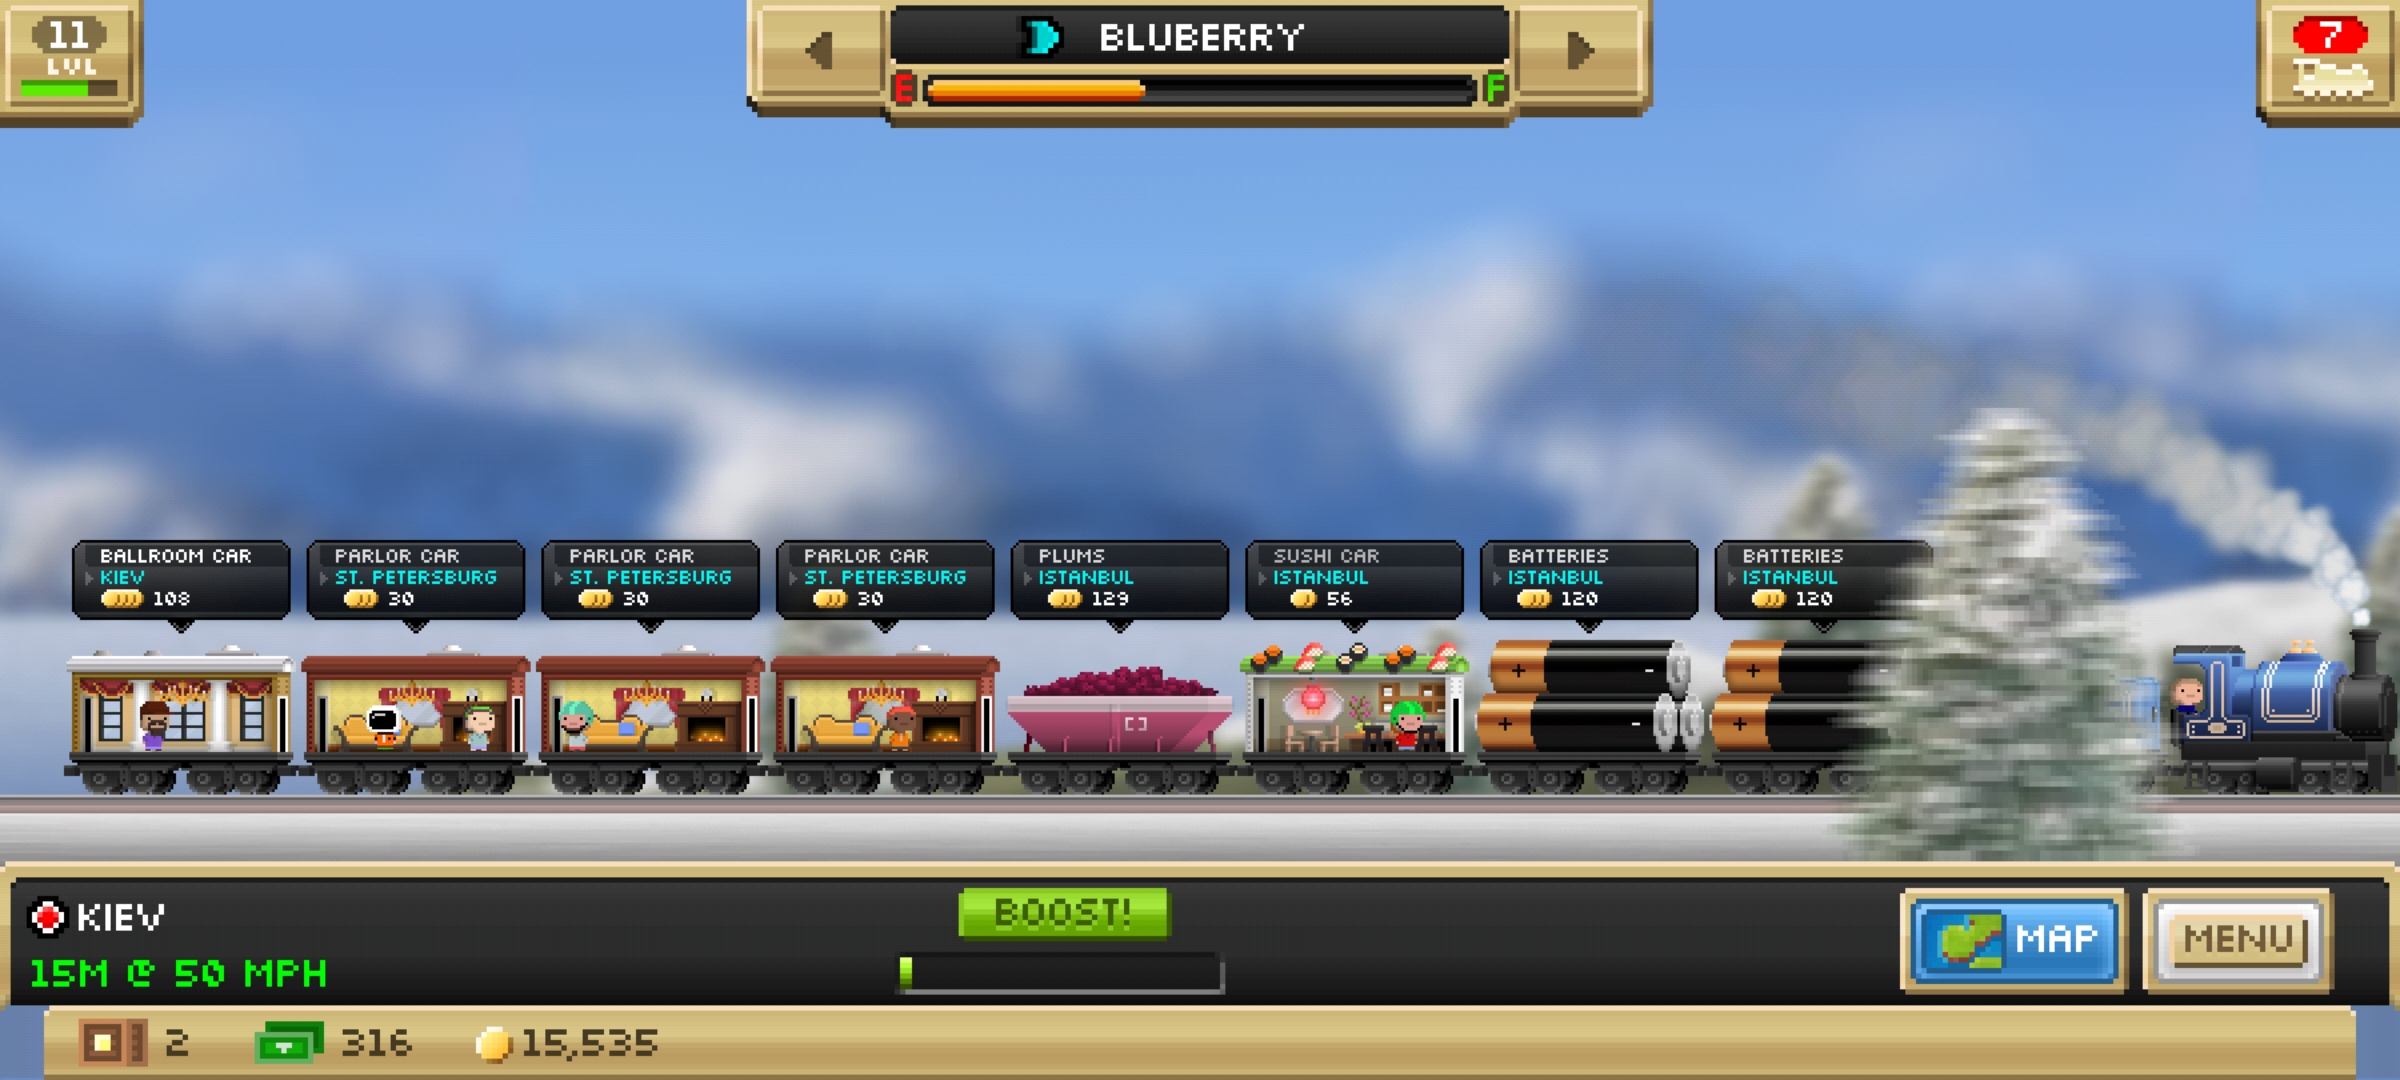 11
LVL
BLUBERRY
E
F
7
BALLROOM CAR
KIEV
108
PARLOR CAR
ST. PETERSBURG
30
PARLOR CAR
ST. PETERSBURG
30
PARLOR CAR
ST. PETERSBURG
30
PLUMS
ISTANBUL
129
SUSHI CAR
ISTANBUL
56
BATTERIES
ISTANBUL
120
BATTERIES
ISTANBUL
120
KIEV
15M @ 50 MPH
BOOST!
MAP
MENU
2
316
15,535